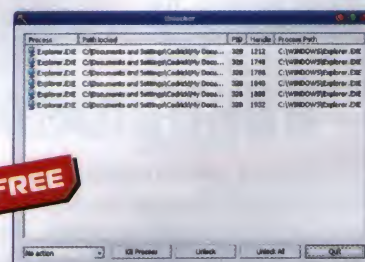 Unlocker
Process Path locked PID Handle Process Path
Explorer.EXE C:\Documents and Settings\Cedrick\My Docu... 328 1212 C:\WINDOWS\Explorer.EXE
Explorer.EXE C:\Documents and Settings\Cedrick\My Docu... 328 1748 C:\WINDOWS\Explorer.EXE
Explorer.EXE C:\Documents and Settings\Cedrick\My Docu... 328 1788 C:\WINDOWS\Explorer.EXE
Explorer.EXE C:\Documents and Settings\Cedrick\My Docu... 328 1840 C:\WINDOWS\Explorer.EXE
Explorer.EXE C:\Documents and Settings\Cedrick\My Docu... 328 1888 C:\WINDOWS\Explorer.EXE
Explorer.EXE C:\Documents and Settings\Cedrick\My Docu... 328 1932 C:\WINDOWS\Explorer.EXE
FREE
No action Kill Process Unlock Unlock All Quit